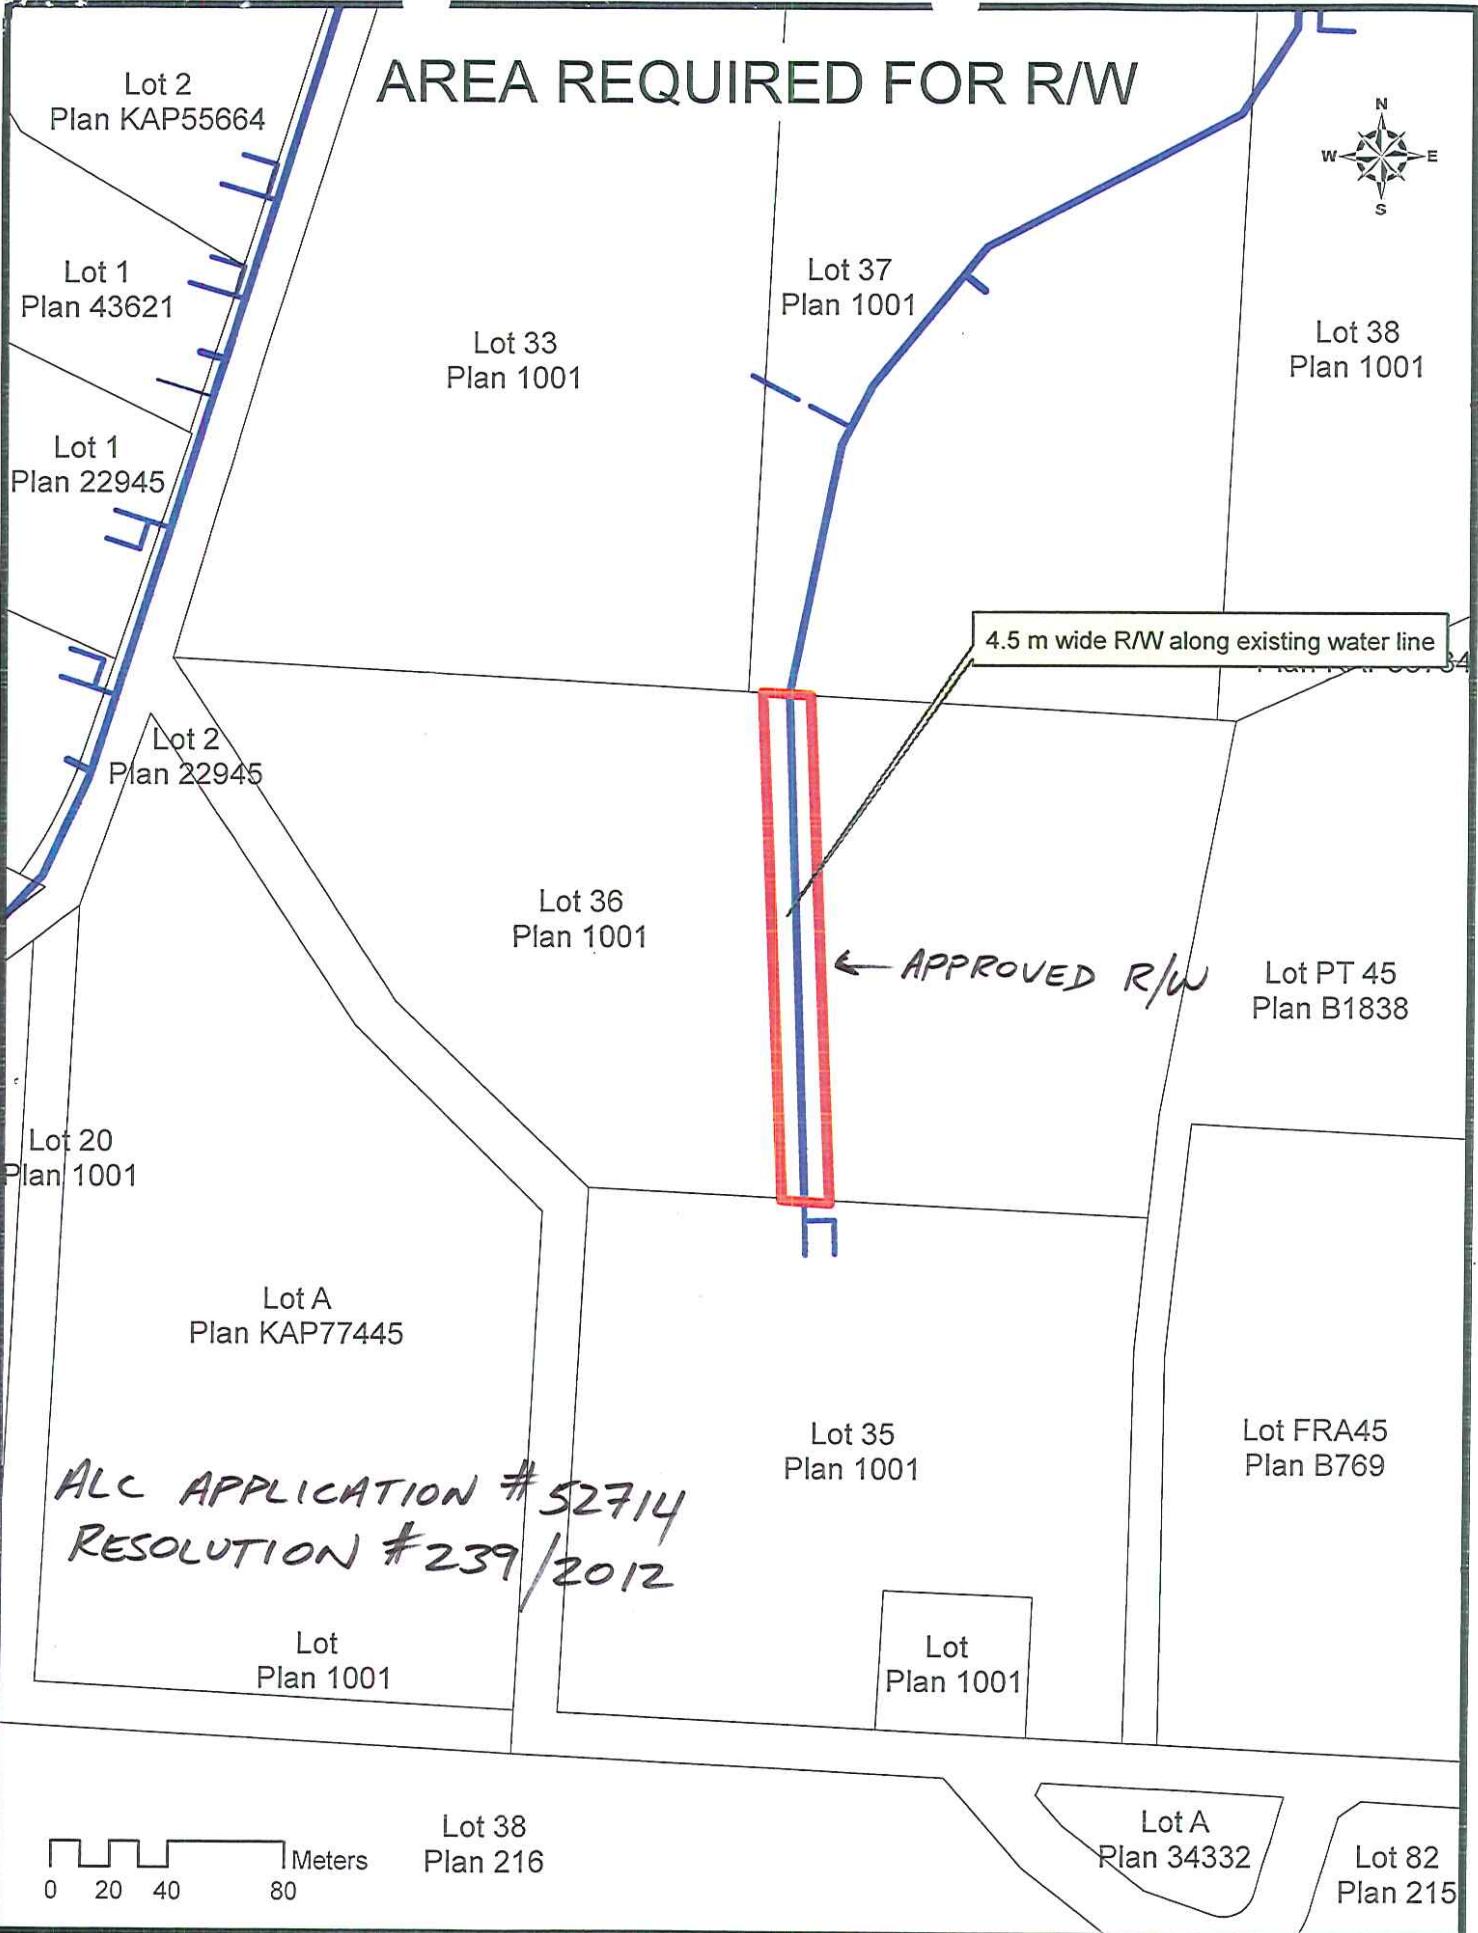 AREA REQUIRED FOR R/W
Lot 2
Plan KAP55664
N
W E
S
Lot 1
Plan 43621
Lot 37
Plan 1001
Lot 33
Plan 1001
Lot 38
Plan 1001
Lot 1
Plan 22945
4.5 m wide R/W along existing water line
Lot 2
Plan 22945
Lot 36
Plan 1001
← APPROVED R/W
Lot PT 45
Plan B1838
Lot 20
Plan 1001
Lot A
Plan KAP77445
Lot 35
Plan 1001
Lot FRA45
Plan B769
ALC APPLICATION #52714
RESOLUTION #239/2012
Lot
Plan 1001
Lot
Plan 1001
Lot 38
Plan 216
Lot A
Plan 34332
Lot 82
Plan 215
Meters
0 20 40 80